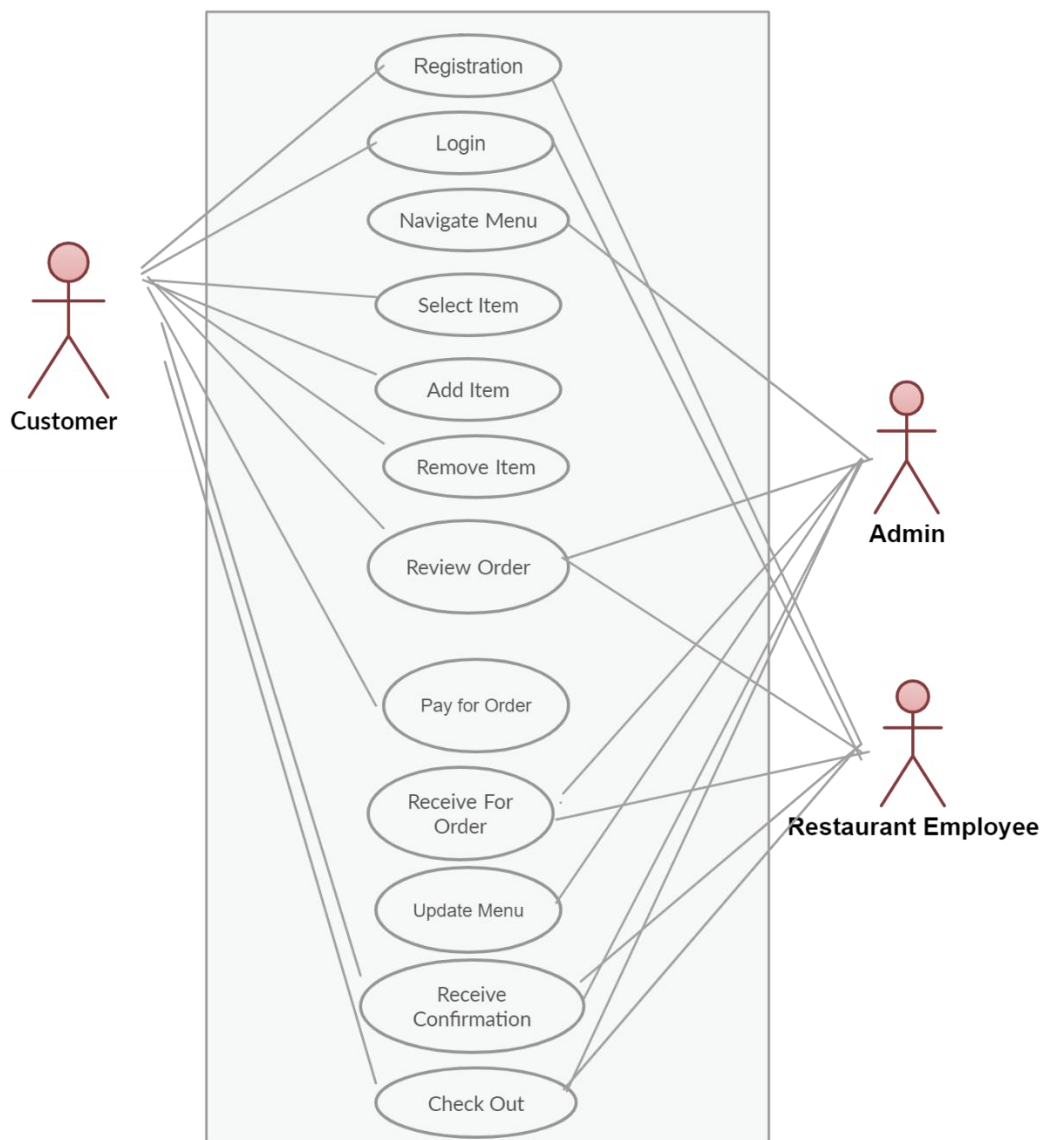 Registration
Login
Navigate Menu
Select Item
Add Item
Customer
Remove Item
Admin
Review Order
Pay for Order
Receive For
Order
Restaurant Employee
Update Menu
Receive
Confirmation
Check Out